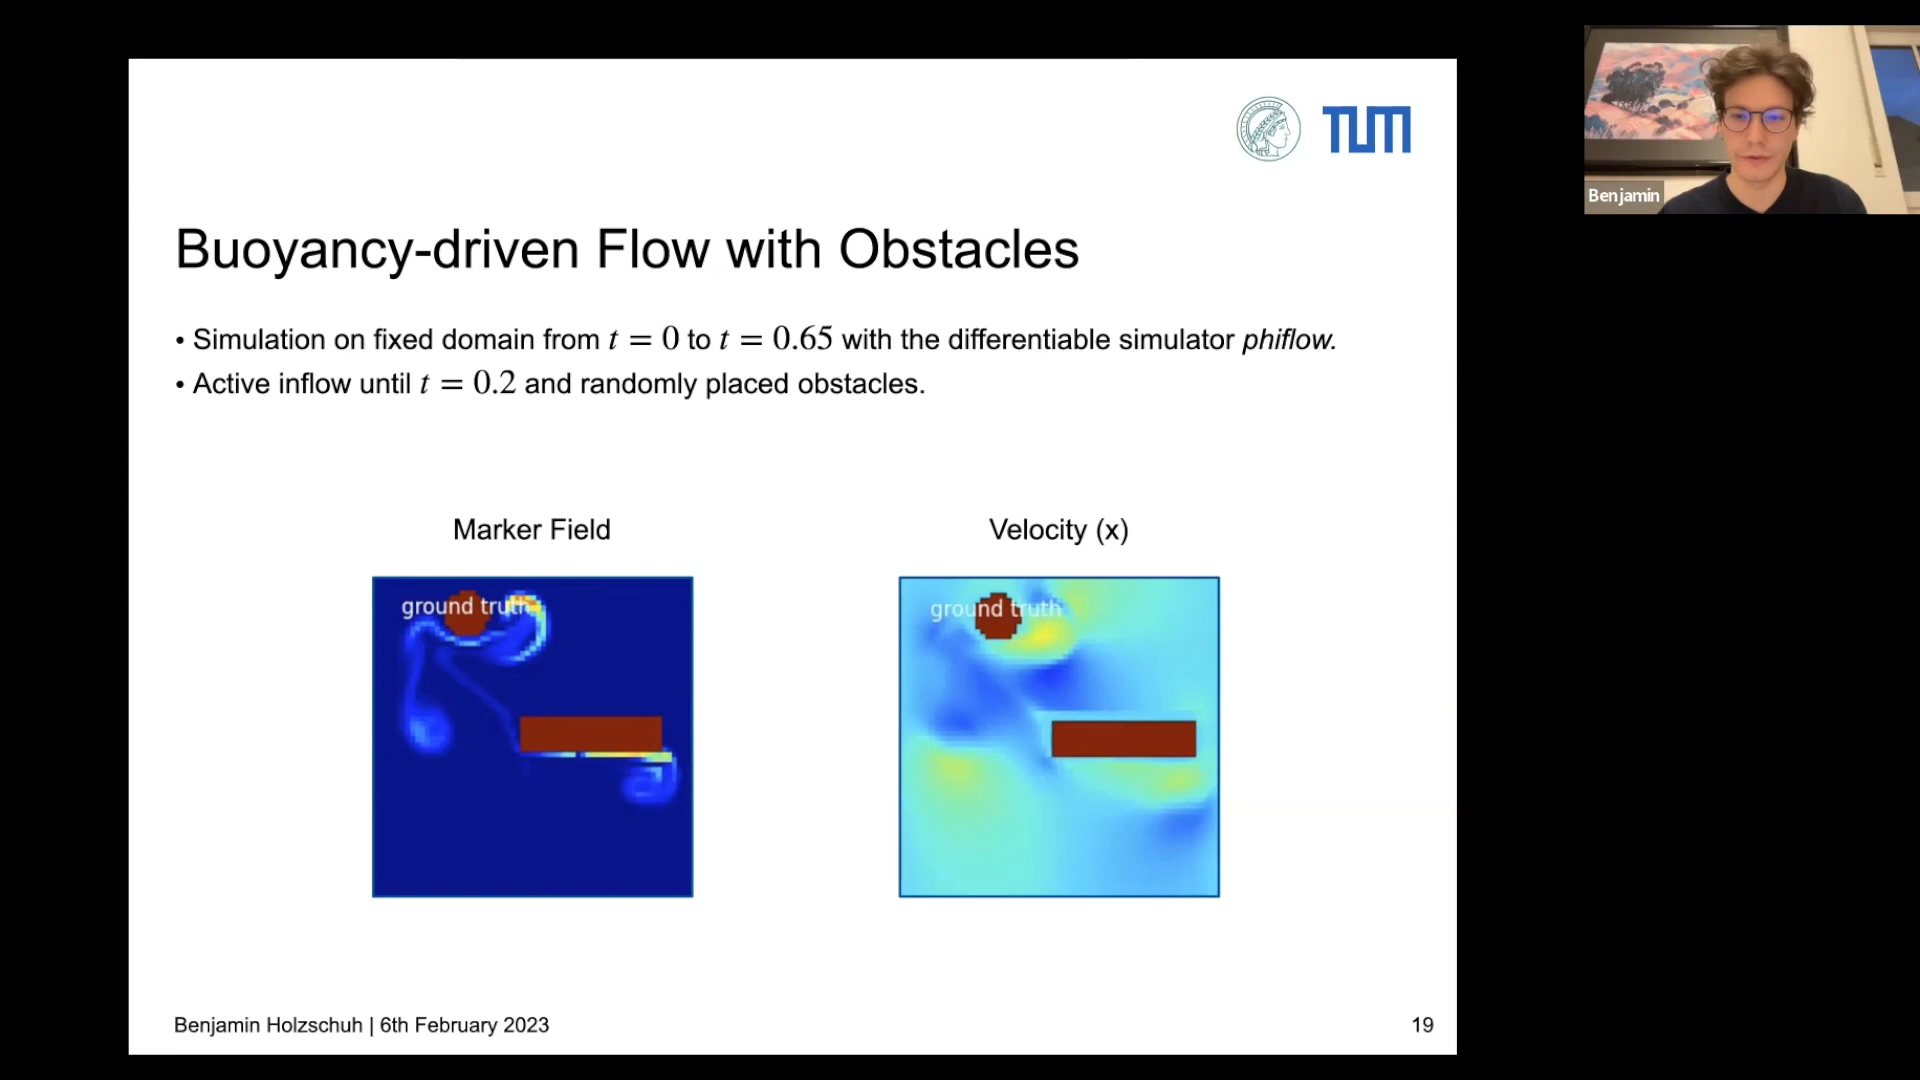 TUM
Benjamin
Buoyancy-driven Flow with Obstacles
• Simulation on fixed domain from t = 0 to t = 0.65 with the differentiable simulator phiflow.
• Active inflow until t = 0.2 and randomly placed obstacles.
Marker Field
Velocity (x)
ground truth
ground truth
Benjamin Holzschuh | 6th February 2023
19